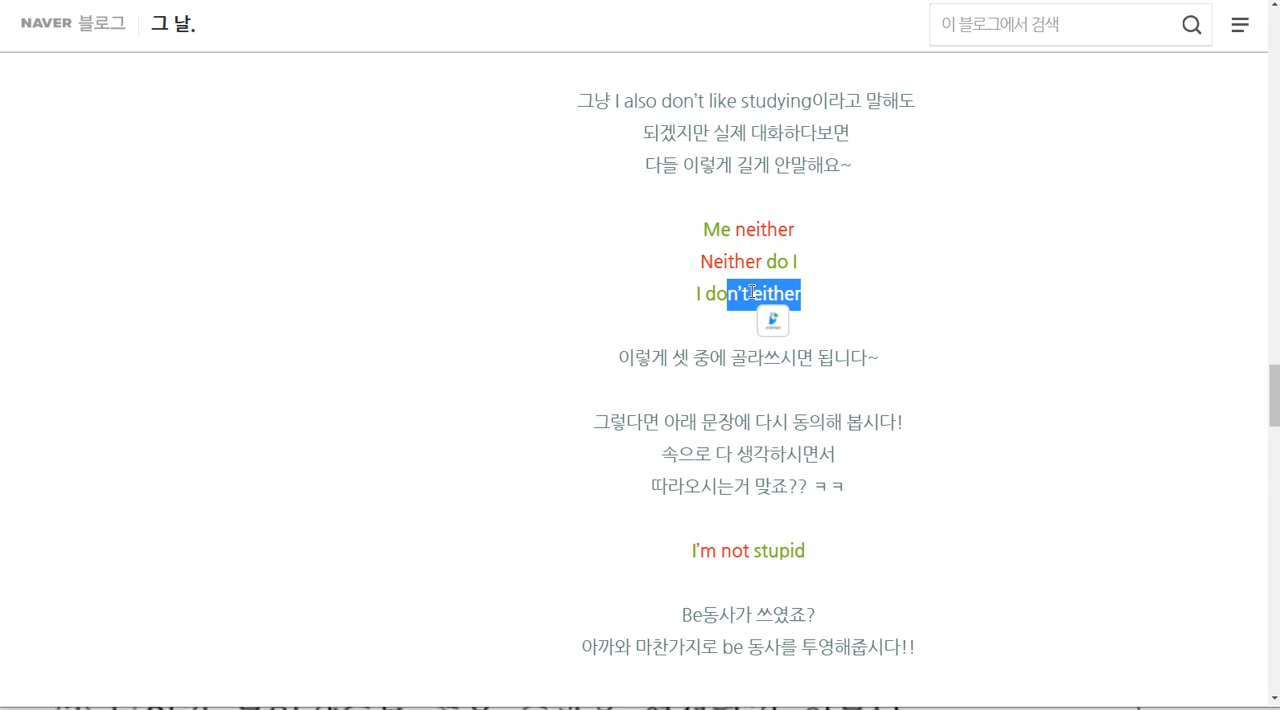 NAVER 블로그 그 날.
이 블로그에서 검색
그냥 I also don't like studying이라고 말해도
되겠지만 실제 대화하다보면
다들 이렇게 길게 안말해요~
Me neither
Neither do I
I don't either
이렇게 셋 중에 골라쓰시면 됩니다~
그렇다면 아래 문장에 다시 동의해 봅시다!
속으로 다 생각하시면서
따라오시는거 맞죠?? ㅋㅋ
I'm not stupid
Be동사가 쓰였죠?
아까와 마찬가지로 be 동사를 투영해줍시다!!